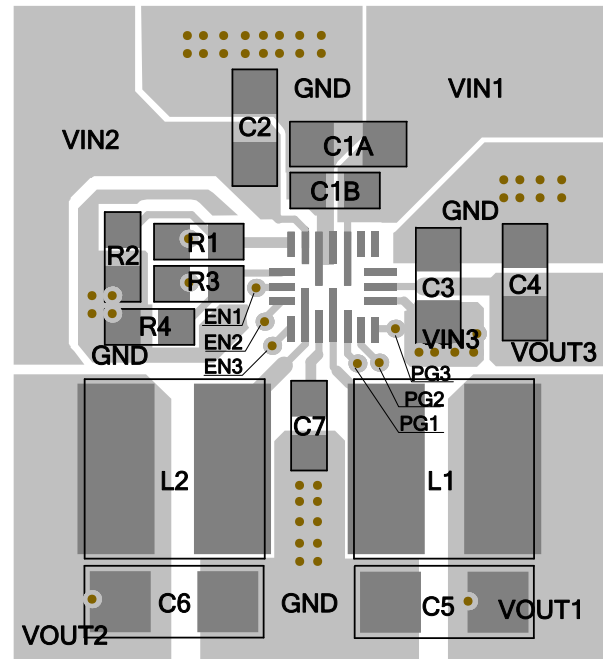 GND
VIN1
C2
VIN2
C1A
C1B
GND
R1
R2
R3
C3
C4
EN1
R4
EN2
VIN3
GND
VOUT3
EN3
PG3
PG2
C7
PG1
L2
L1
C6
GND
C5
VOUT1
VOUT2